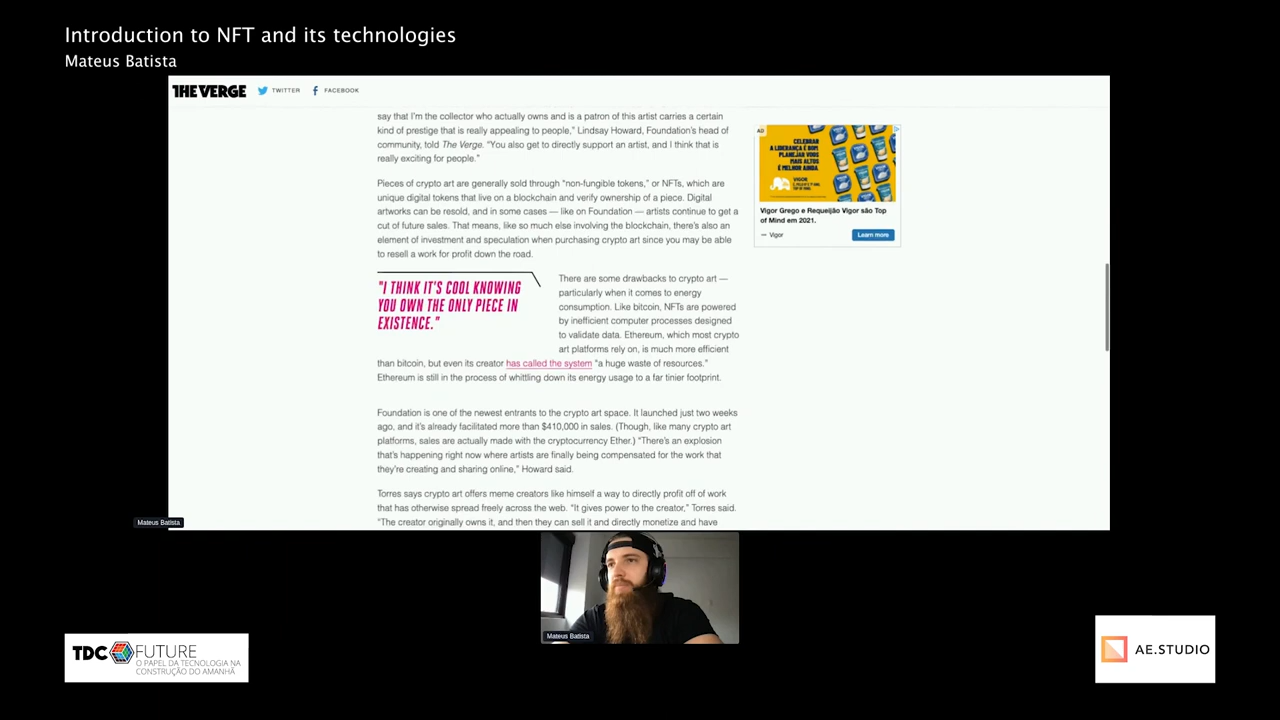 Introduction to NFT and its technologies
Mateus Batista
THE VERGE TWITTER FACEBOOK
say that I'm the collector who actually owns and is a patron of this artist carries a certain
kind of prestige that is really appealing to people,” Lindsay Howard, Foundation's head of
community, told The Verge. “You also get to directly support an artist, and I think that is
really exciting for people.”
Pieces of crypto art are generally sold through “non-fungible tokens,” or NFTs, which are
unique digital tokens that live on a blockchain and verify ownership of a piece. Digital
artworks can be resold, and in some cases — like on Foundation — artists continue to get a
cut of future sales. That means, like so much else involving the blockchain, there's also an
element of investment and speculation when purchasing crypto art since you may be able
to resell a work for profit down the road.
"I THINK IT'S COOL KNOWING
YOU OWN THE ONLY PIECE IN
EXISTENCE."
There are some drawbacks to crypto art —
particularly when it comes to energy
consumption. Like bitcoin, NFTs are powered
by inefficient computer processes designed
to validate data. Ethereum, which most crypto
art platforms rely on, is much more efficient
than bitcoin, but even its creator has called the system “a huge waste of resources.”
Ethereum is still in the process of whittling down its energy usage to a far tinier footprint.
Foundation is one of the newest entrants to the crypto art space. It launched just two weeks
ago, and it's already facilitated more than $410,000 in sales. (Though, like many crypto art
platforms, sales are actually made with the cryptocurrency Ether.) “There's an explosion
that's happening right now where artists are finally being compensated for the work that
they're creating and sharing online,” Howard said.
Torres says crypto art offers meme creators like himself a way to directly profit off of work
that has otherwise spread freely across the web. “It gives power to the creator,” Torres said.
“The creator originally owns it, and then they can sell it and directly monetize and have
AD
CELEBRAR
A LIDERANÇA É BOM.
PLANEJAR VOOS
MAIS ALTOS
É MELHOR AINDA.
VIGOR
Vigor Grego e Requeijão Vigor são Top
of Mind em 2021.
— Vigor
Learn more
Mateus Batista
Mateus Batista
TDC FUTURE
O PAPEL DA TECNOLOGIA NA
CONSTRUÇÃO DO AMANHÃ
AE.STUDIO